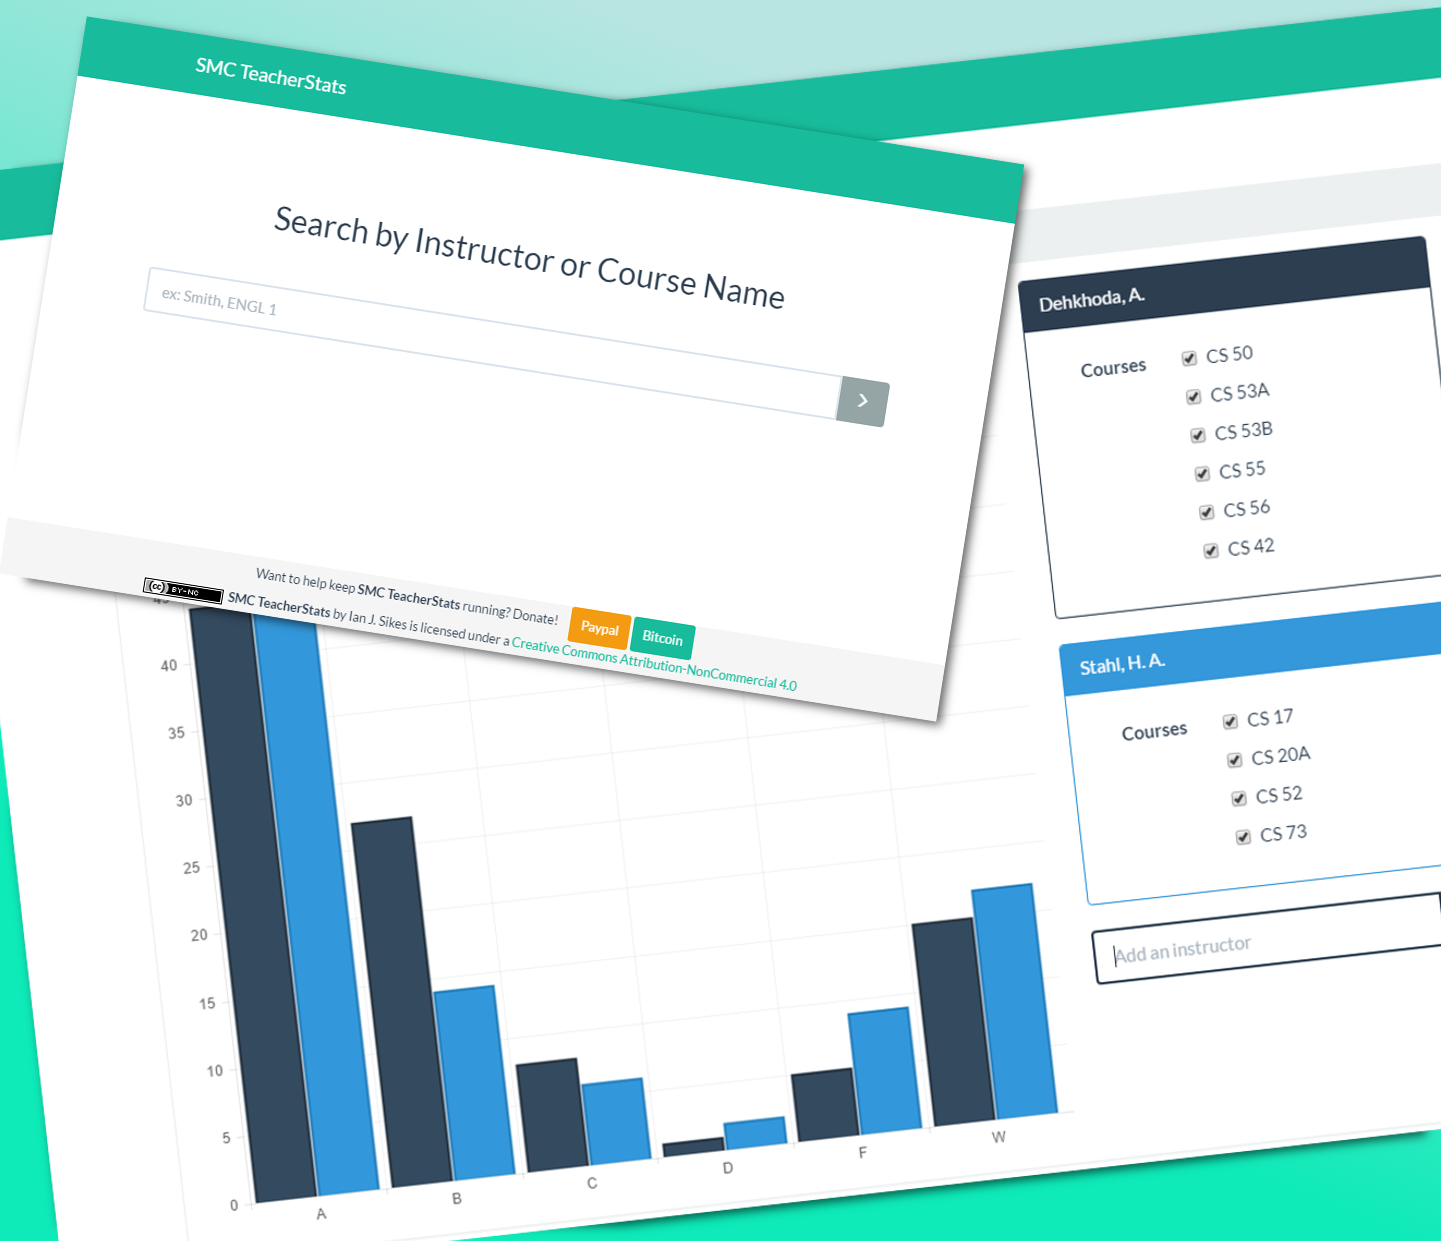 SMC TeacherStats
Search by Instructor or Course Name
ex: Smith, ENGL 1
Want to help keep SMC TeacherStats running? Donate! Paypal Bitcoin
(cc) BY-NC SMC TeacherStats by Ian J. Sikes is licensed under a Creative Commons Attribution-NonCommercial 4.0
Dehkhoda, A.
Courses CS 50
CS 53A
CS 53B
CS 55
CS 56
CS 42
Stahl, H. A.
Courses CS 17
CS 20A
CS 52
CS 73
Add an instructor
40
35
30
25
20
15
10
5
0
A B C D F W